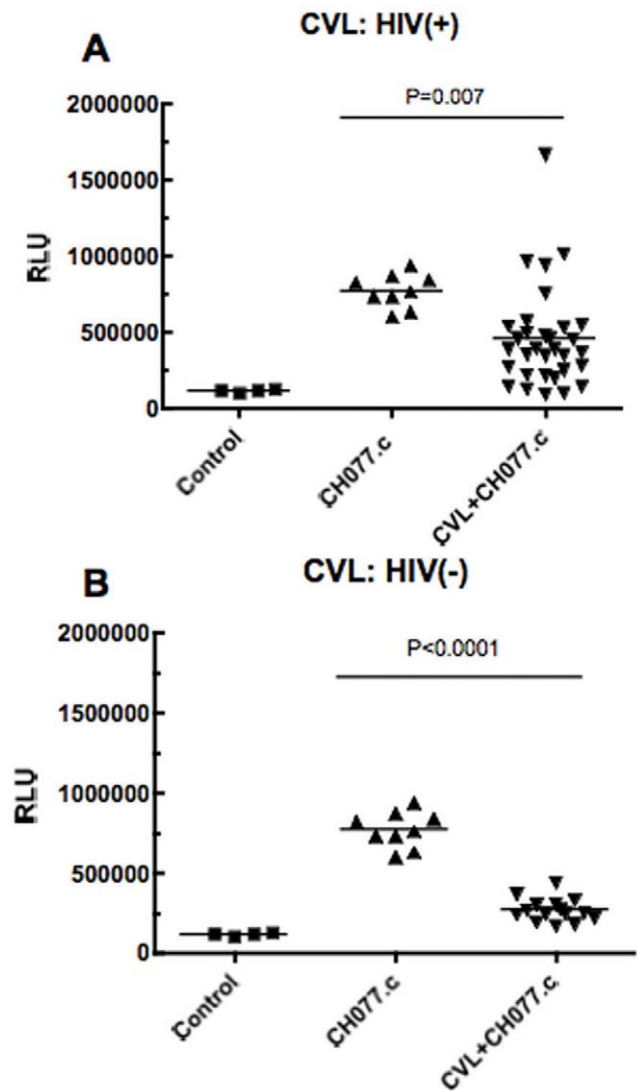 CVL: HIV(+)
A
P=0.007
2000000
1500000
1000000
500000
0
RLU
Control
CH077.c
CVL+CH077.c
CVL: HIV(-)
B
P<0.0001
2000000
1500000
1000000
500000
0
RLU
Control
CH077.c
CVL+CH077.c